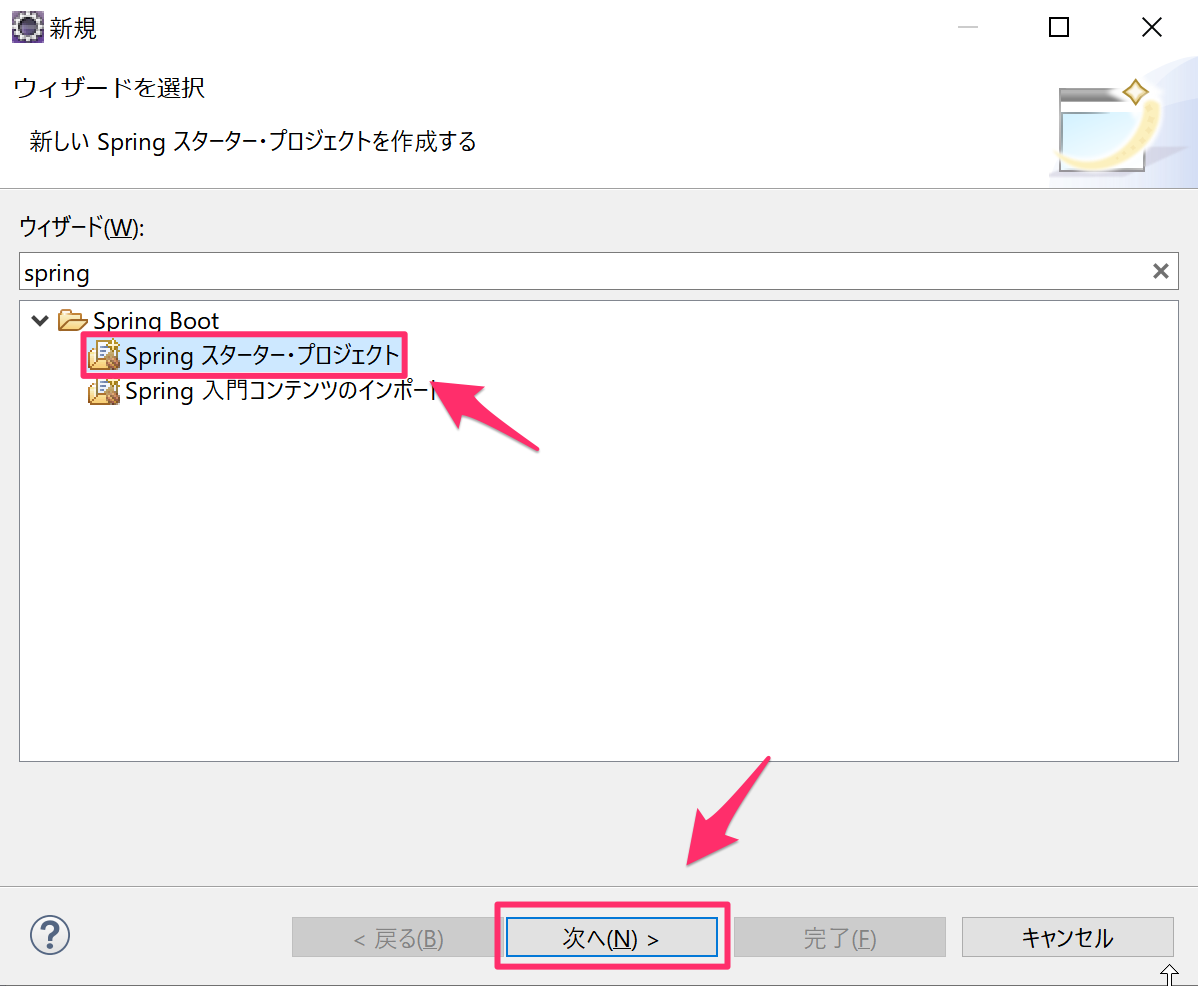 新規
ウィザードを選択
新しい Spring スターター・プロジェクトを作成する
ウィザード(W):
spring
Spring Boot
Spring スターター・プロジェクト
Spring 入門コンテンツのインポート
< 戻る(B)
次へ(N) >
完了(F)
キャンセル